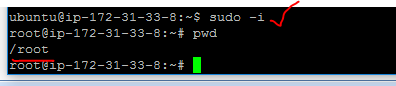 ubuntu@ip-172-31-33-8:~$ sudo -i
root@ip-172-31-33-8:~# pwd
/root
root@ip-172-31-33-8:~#